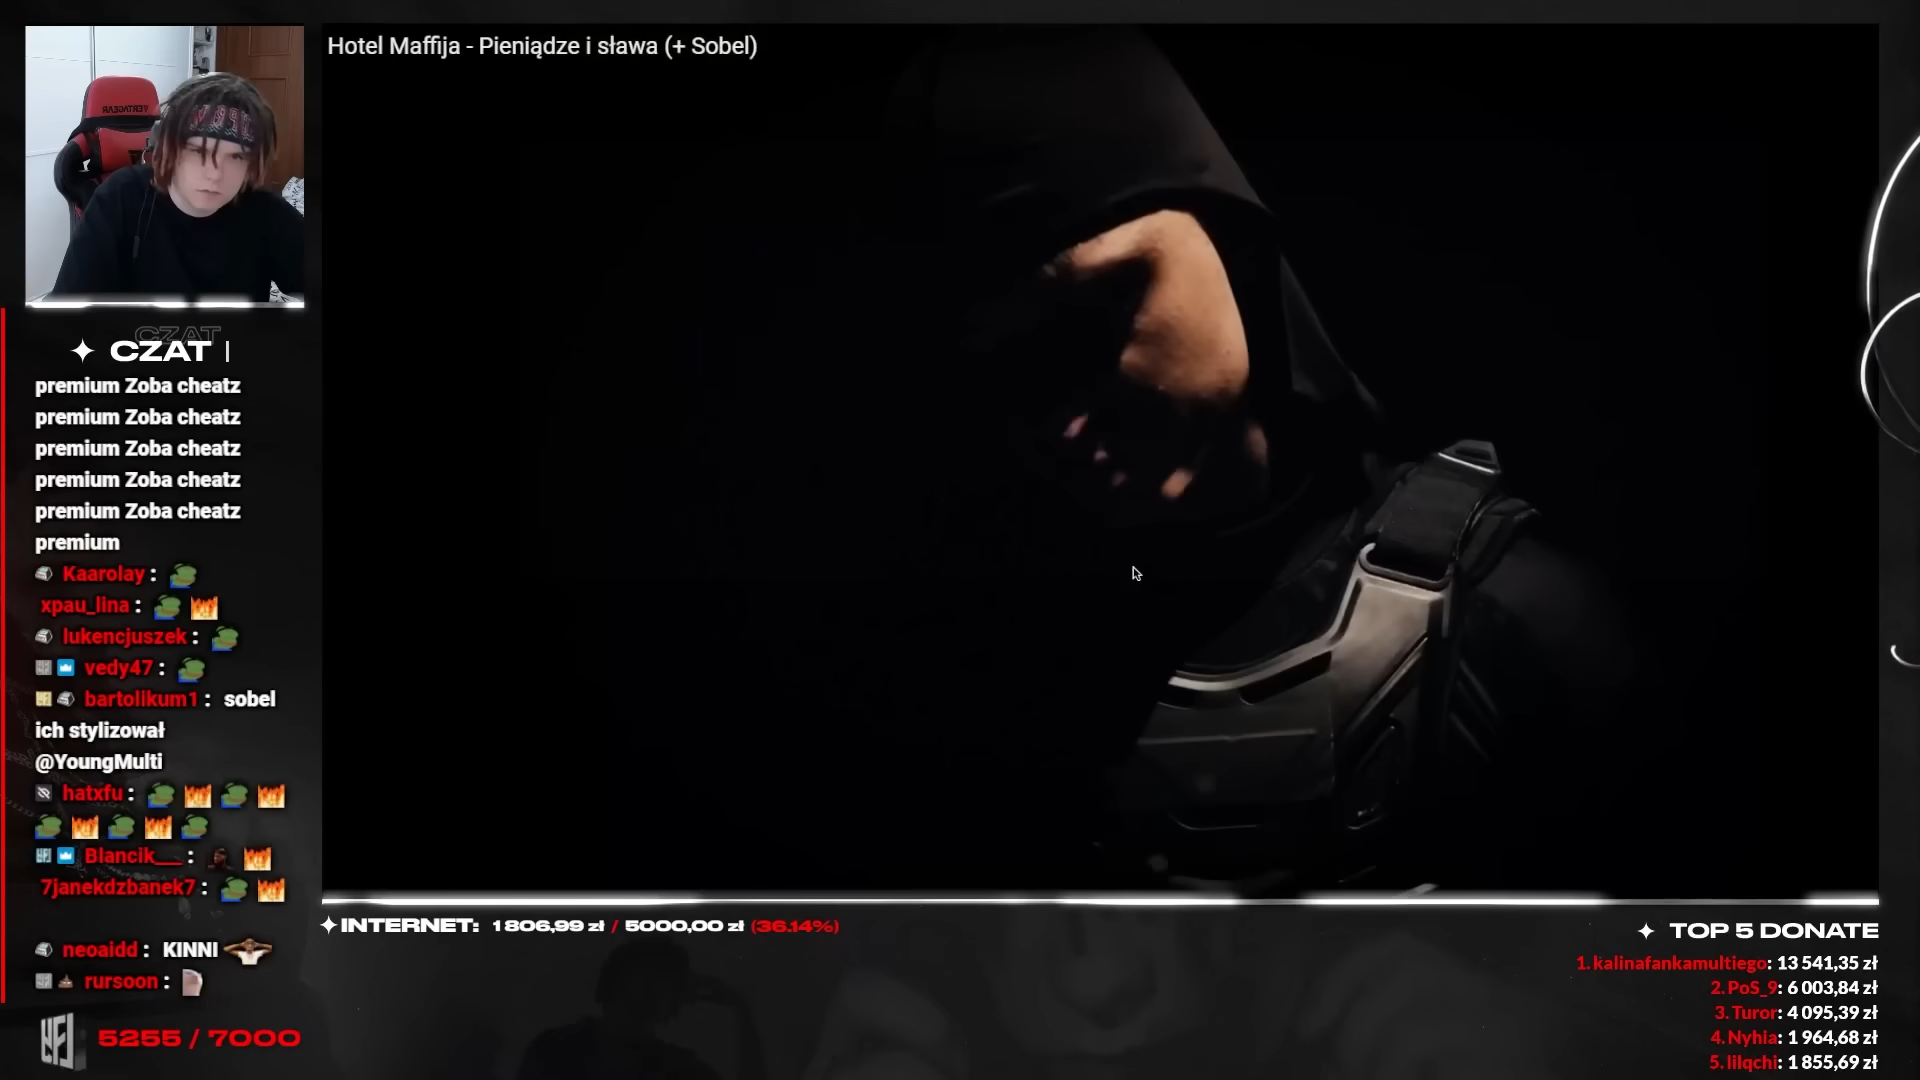 VERTAGEAR
Hotel Maffija - Pieniądze i sława (+ Sobel)
CZAT
CZAT |
premium Zoba cheatz
premium Zoba cheatz
premium Zoba cheatz
premium Zoba cheatz
premium Zoba cheatz
premium
Kaarolay :
xpau_lina :
lukencjuszek :
vedy47 :
bartolikum1 : sobel
ich stylizował
@YoungMulti
hatxfu :
Blancik__ :
7janekdzbanek7 :
neoaidd : KINNI
rursoon :
5255 / 7000
INTERNET: 1 806,99 zł / 5000,00 zł (36.14%)
TOP 5 DONATE
1. kalinafankamultiego: 13 541,35 zł
2. PoS_9: 6 003,84 zł
3. Turor: 4 095,39 zł
4. Nyhia: 1 964,68 zł
5. lilqchi: 1 855,69 zł